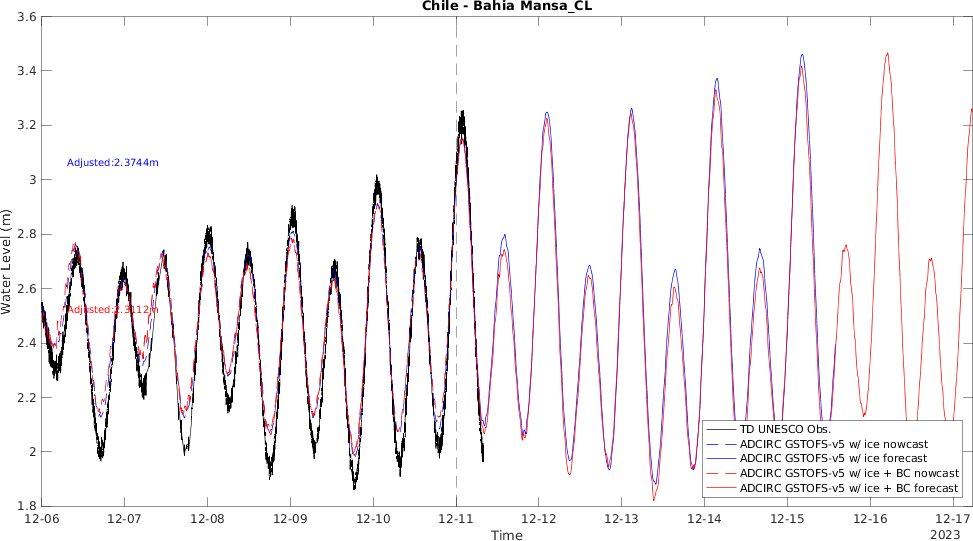 Chile - Bahia Mansa_CL
3.6
3.4
3.2
3
2.8
2.6
2.4
2.2
2
1.8
Water Level (m)
Adjusted:2.3744m
Adjusted:2.3112m
TD UNESCO Obs.
ADCIRC GSTOFS-v5 w/ ice nowcast
ADCIRC GSTOFS-v5 w/ ice forecast
ADCIRC GSTOFS-v5 w/ ice + BC nowcast
ADCIRC GSTOFS-v5 w/ ice + BC forecast
12-06 12-07 12-08 12-09 12-10 12-11 12-12 12-13 12-14 12-15 12-16 12-17
Time
2023